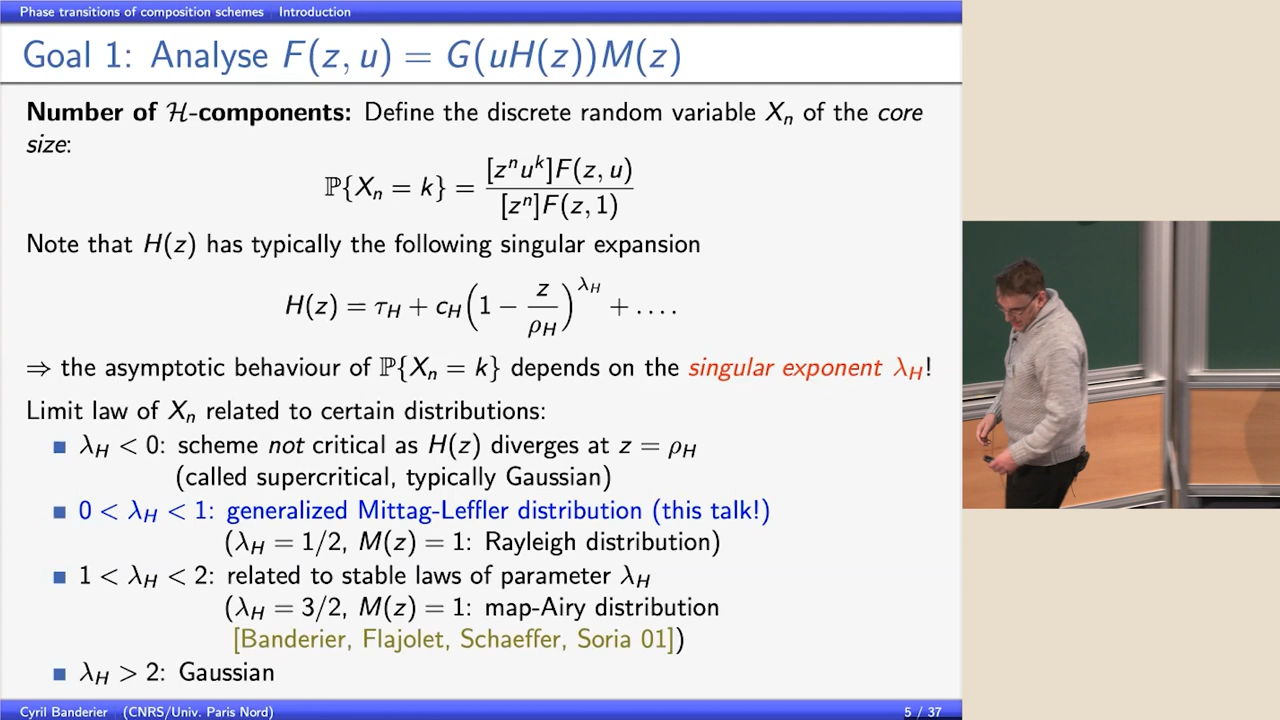 Phase transitions of composition schemes Introduction
Goal 1: Analyse F(z, u) = G(uH(z))M(z)
Number of ℋ-components: Define the discrete random variable Xₙ of the core
size:
ℙ{Xₙ = k} = [zⁿuᵏ]F(z, u) / [zⁿ]F(z, 1)
Note that H(z) has typically the following singular expansion
H(z) = τ_H + c_H(1 − z/ρ_H)^{λ_H} + . . . .
⇒ the asymptotic behaviour of ℙ{Xₙ = k} depends on the singular exponent λ_H!
Limit law of Xₙ related to certain distributions:
■ λ_H < 0: scheme not critical as H(z) diverges at z = ρ_H
(called supercritical, typically Gaussian)
■ 0 < λ_H < 1: generalized Mittag-Leffler distribution (this talk!)
(λ_H = 1/2, M(z) = 1: Rayleigh distribution)
■ 1 < λ_H < 2: related to stable laws of parameter λ_H
(λ_H = 3/2, M(z) = 1: map-Airy distribution
[Banderier, Flajolet, Schaeffer, Soria 01])
■ λ_H > 2: Gaussian
Cyril Banderier (CNRS/Univ. Paris Nord) 5 / 37